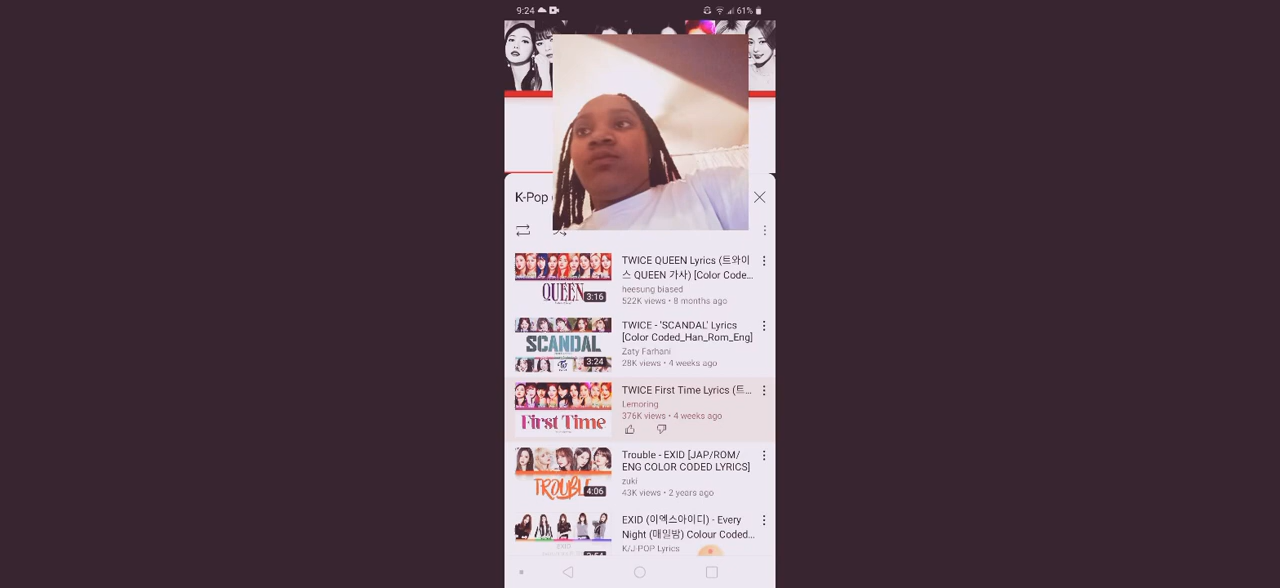 9:24
61%
K-Pop
TWICE QUEEN Lyrics (트와이
스 QUEEN 가사) [Color Code...
heesung biased
522K views • 8 months ago
QUEEN
3:16
TWICE - 'SCANDAL' Lyrics
[Color Coded_Han_Rom_Eng]
Zaty Farhani
28K views • 4 weeks ago
SCANDAL
3:24
TWICE First Time Lyrics (트...
Lemoring
376K views • 4 weeks ago
First Time
Trouble - EXID [JAP/ROM/
ENG COLOR CODED LYRICS]
zuki
43K views • 2 years ago
TROUBLE
4:06
EXID (이엑스아이디) - Every
Night (매일밤) Colour Coded...
K/J-POP Lyrics
EXID